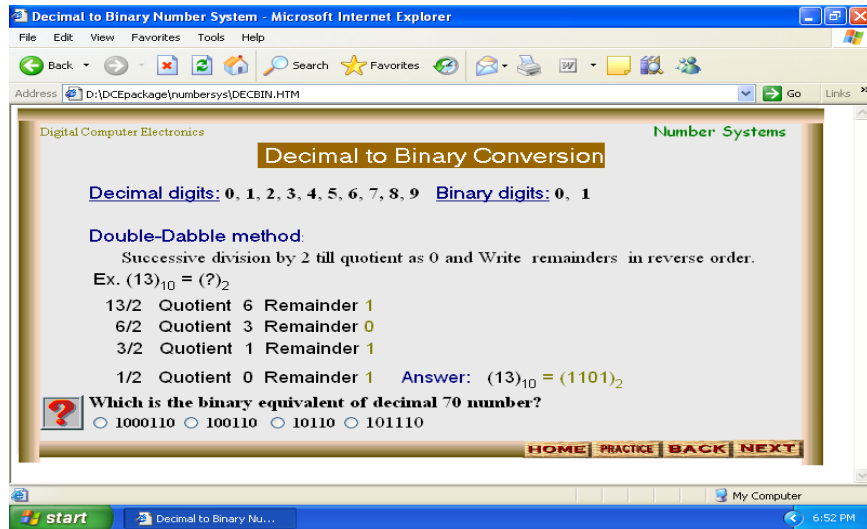 Decimal to Binary Number System - Microsoft Internet Explorer
File Edit View Favorites Tools Help
Back Search Favorites
Address D:\DCEpackage\numbersys\DECBIN.HTM Go Links »
Digital Computer Electronics Number Systems
Decimal to Binary Conversion
Decimal digits: 0, 1, 2, 3, 4, 5, 6, 7, 8, 9 Binary digits: 0, 1
Double-Dabble method:
Successive division by 2 till quotient as 0 and Write remainders in reverse order.
Ex. (13)₁₀ = (?)₂
13/2 Quotient 6 Remainder 1
6/2 Quotient 3 Remainder 0
3/2 Quotient 1 Remainder 1
1/2 Quotient 0 Remainder 1 Answer: (13)₁₀ = (1101)₂
? Which is the binary equivalent of decimal 70 number?
1000110 100110 10110 101110
HOME PRACTICE BACK NEXT
My Computer
start Decimal to Binary Nu... 6:52 PM